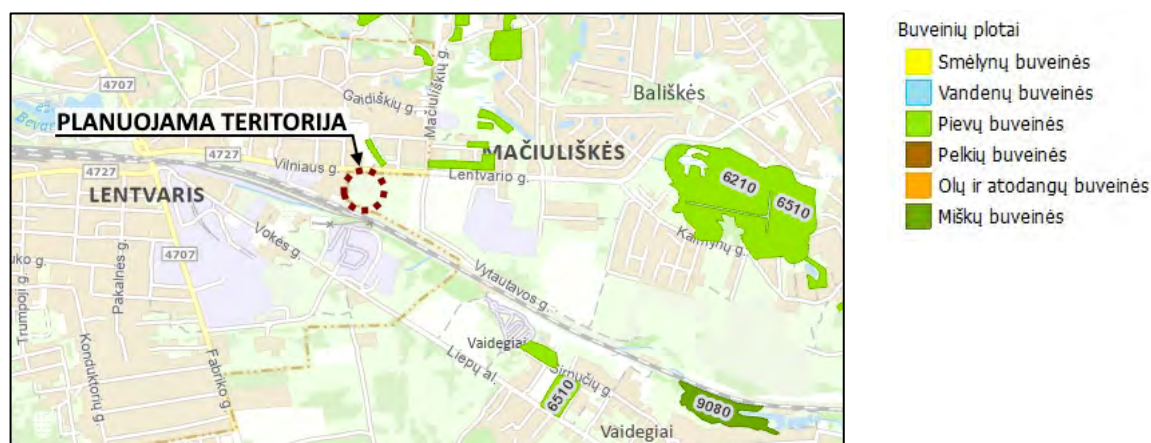 4707
Gaidiškių g.
Mačiuliškių g.
Bališkės
PLANUOJAMA TERITORIJA
MAČIULIŠKĖS
4727
4727
Vilniaus g.
Lentvario g.
LENTVARIS
6210
6510
Kaimynų g.
Vokės g.
4707
Vytautavos g.
Pakalnės g.
Trumpoji g.
Konduktorių g.
Fabriko g.
Liepų al.
Vaidegiai
Sirnučių g.
6510
9080
Vaidegiai
Buveinių plotai
Smėlynų buveinės
Vandenų buveinės
Pievų buveinės
Pelkių buveinės
Olų ir atodangų buveinės
Miškų buveinės